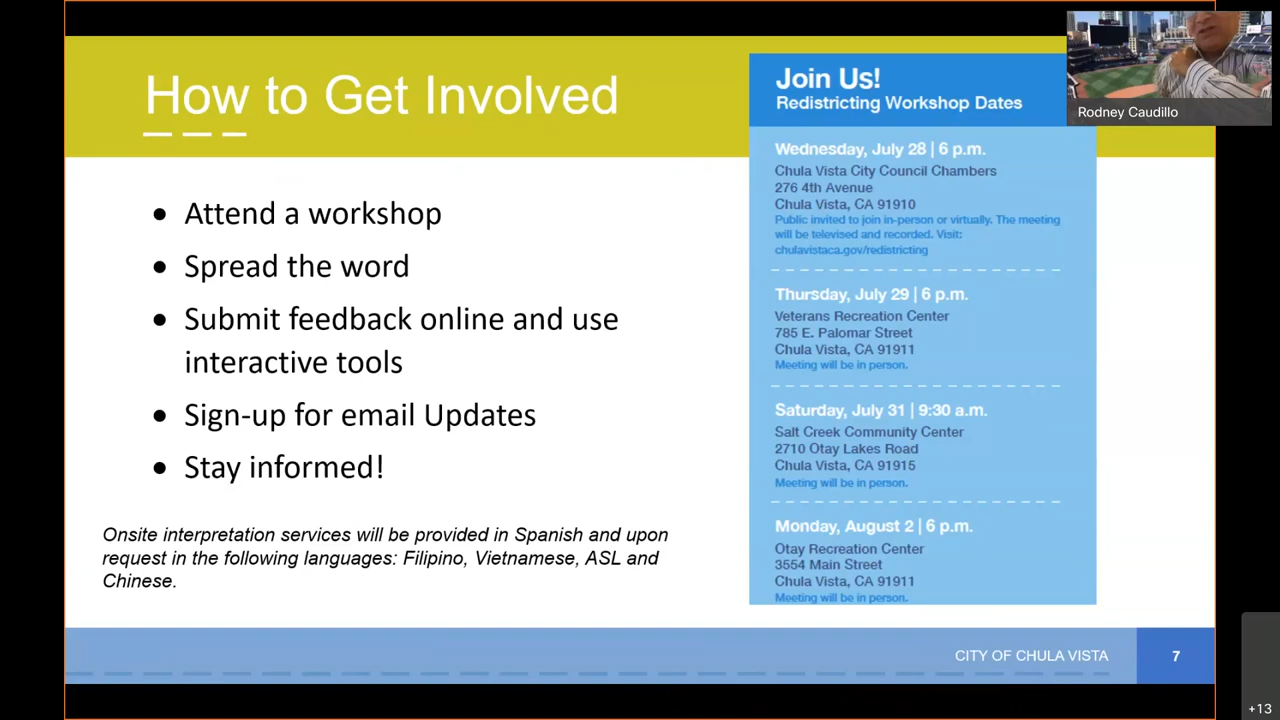 How to Get Involved
• Attend a workshop
• Spread the word
• Submit feedback online and use
interactive tools
• Sign-up for email Updates
• Stay informed!
Onsite interpretation services will be provided in Spanish and upon
request in the following languages: Filipino, Vietnamese, ASL and
Chinese.
Join Us!
Redistricting Workshop Dates
Wednesday, July 28 | 6 p.m.
Chula Vista City Council Chambers
276 4th Avenue
Chula Vista, CA 91910
Public invited to join in-person or virtually. The meeting
will be televised and recorded. Visit:
chulavistaca.gov/redistricting
Thursday, July 29 | 6 p.m.
Veterans Recreation Center
785 E. Palomar Street
Chula Vista, CA 91911
Meeting will be in person.
Saturday, July 31 | 9:30 a.m.
Salt Creek Community Center
2710 Otay Lakes Road
Chula Vista, CA 91915
Meeting will be in person.
Monday, August 2 | 6 p.m.
Otay Recreation Center
3554 Main Street
Chula Vista, CA 91911
Meeting will be in person.
Rodney Caudillo
CITY OF CHULA VISTA
7
+13